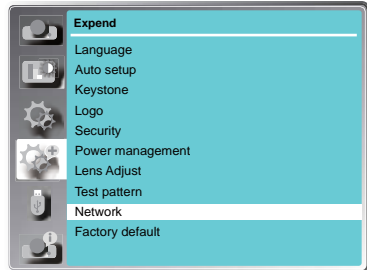 Expend
Language
Auto setup
Keystone
Logo
Security
Power management
Lens Adjust
Test pattern
Network
Factory default